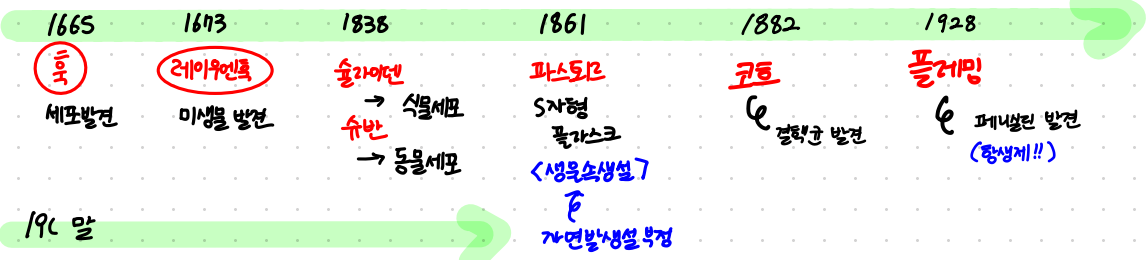 1665 1673 1838 1861 1882 1928
훅 레이우엔훅 슐라이덴 파스퇴르 코흐 플레밍
세포발견 미생물 발견 → 식물세포 S자형 결핵균 발견 페니실린 발견
슈반 플라스크 (항생제!!)
→ 동물세포 <생물속생설>
자연발생설 부정
19C 말